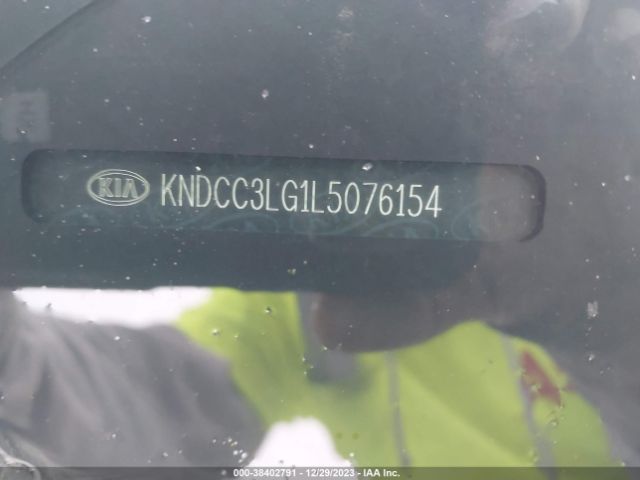 KIA KNDCC3LG1L5076154
000-38402791 - 12/29/2023 - IAA Inc.